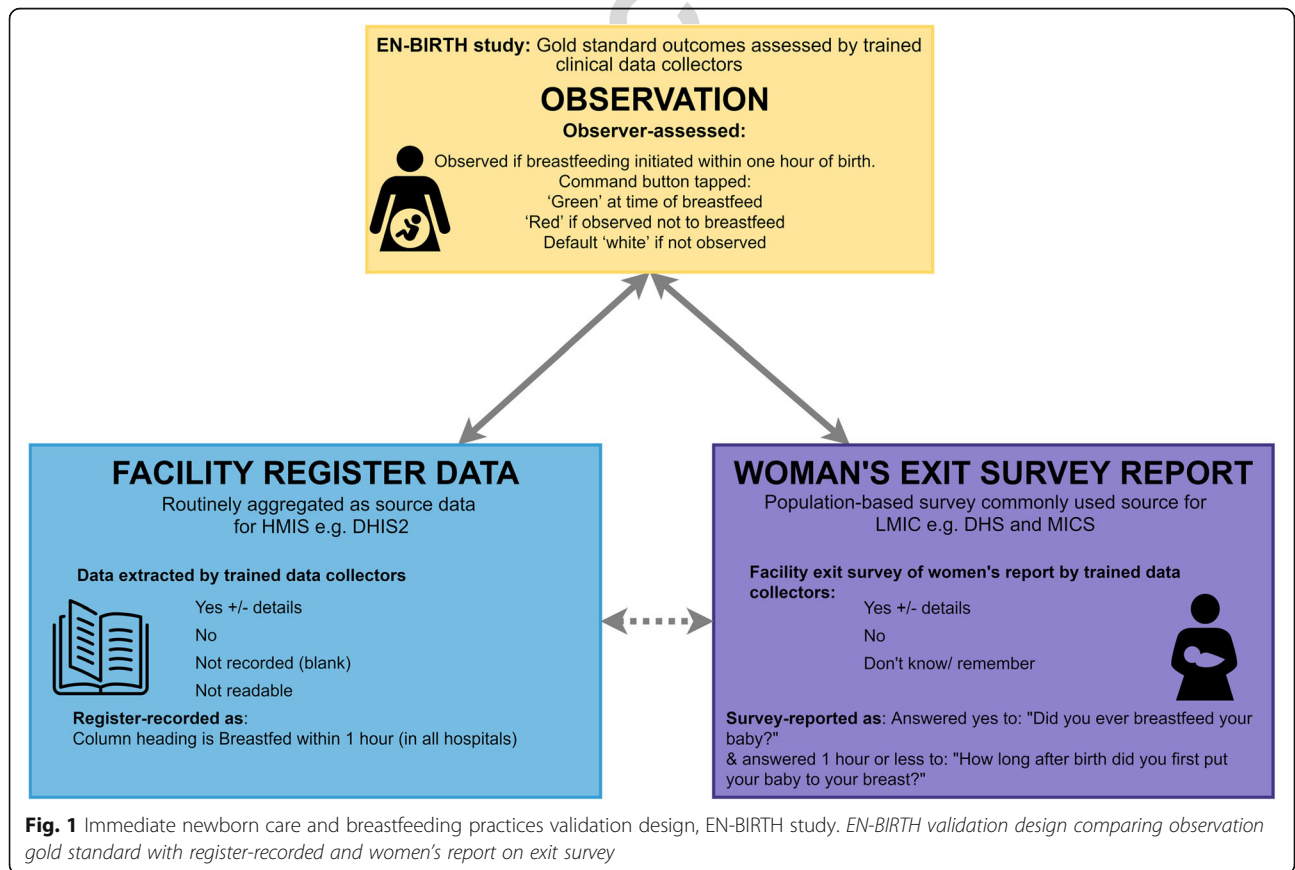 EN-BIRTH study: Gold standard outcomes assessed by trained
clinical data collectors
OBSERVATION
Observer-assessed:
Observed if breastfeeding initiated within one hour of birth.
Command button tapped:
'Green' at time of breastfeed
'Red' if observed not to breastfeed
Default 'white' if not observed
FACILITY REGISTER DATA
Routinely aggregated as source data
for HMIS e.g. DHIS2
Data extracted by trained data collectors
Yes +/- details
No
Not recorded (blank)
Not readable
Register-recorded as:
Column heading is Breastfed within 1 hour (in all hospitals)
WOMAN'S EXIT SURVEY REPORT
Population-based survey commonly used source for
LMIC e.g. DHS and MICS
Facility exit survey of women's report by trained data
collectors:
Yes +/- details
No
Don't know/ remember
Survey-reported as: Answered yes to: "Did you ever breastfeed your
baby?"
& answered 1 hour or less to: "How long after birth did you first put
your baby to your breast?"
Fig. 1 Immediate newborn care and breastfeeding practices validation design, EN-BIRTH study. EN-BIRTH validation design comparing observation
gold standard with register-recorded and women's report on exit survey